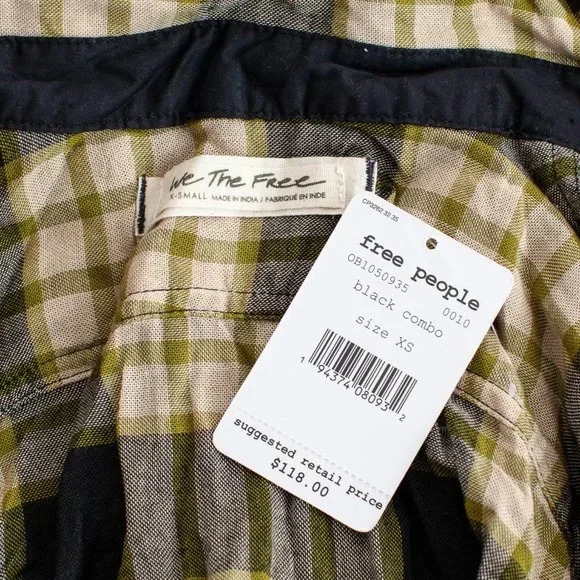 We The Free
X-SMALL MADE IN INDIA / FABRIQUÉ EN INDE
CP3262 32 35
free people
OB1050935 0010
black combo
size XS
1 94374 08093 2
suggested retail price
$118.00